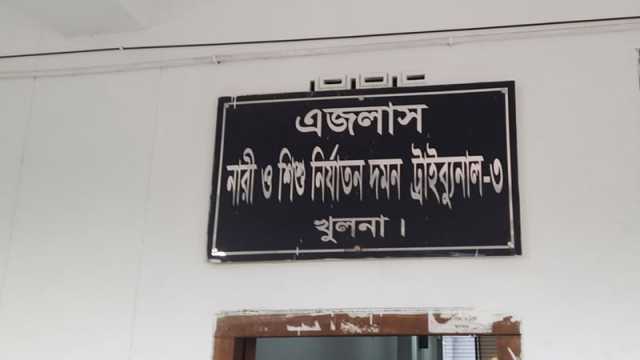 এজলাস
নারী ও শিশু নির্যাতন দমন ট্রাইব্যুনাল-৩
খুলনা।